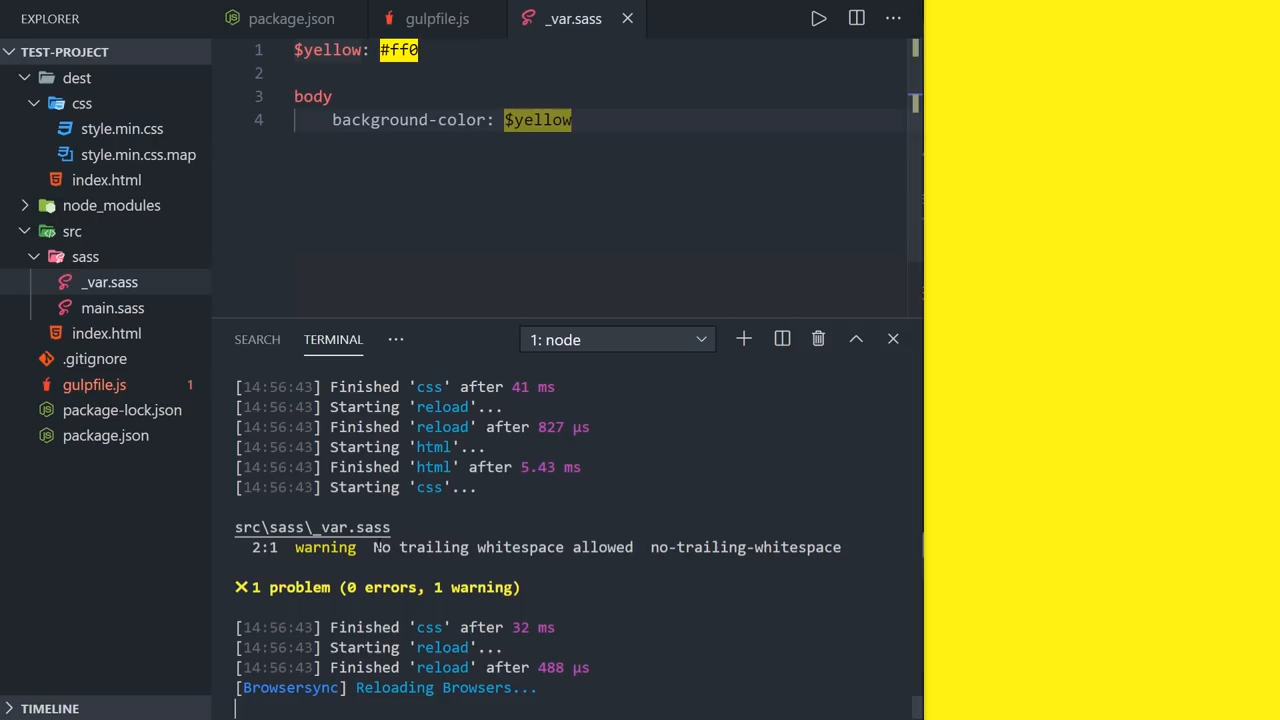 EXPLORER
package.json
gulpfile.js
_var.sass
TEST-PROJECT
dest
css
style.min.css
style.min.css.map
index.html
node_modules
src
sass
_var.sass
main.sass
index.html
.gitignore
gulpfile.js 1
package-lock.json
package.json
TIMELINE
1 $yellow: #ff0
2
3 body
4 background-color: $yellow
SEARCH TERMINAL ··· 1: node
[14:56:43] Finished 'css' after 41 ms
[14:56:43] Starting 'reload'...
[14:56:43] Finished 'reload' after 827 μs
[14:56:43] Starting 'html'...
[14:56:43] Finished 'html' after 5.43 ms
[14:56:43] Starting 'css'...
src\sass\_var.sass
2:1 warning No trailing whitespace allowed no-trailing-whitespace
✕ 1 problem (0 errors, 1 warning)
[14:56:43] Finished 'css' after 32 ms
[14:56:43] Starting 'reload'...
[14:56:43] Finished 'reload' after 488 μs
[Browsersync] Reloading Browsers...